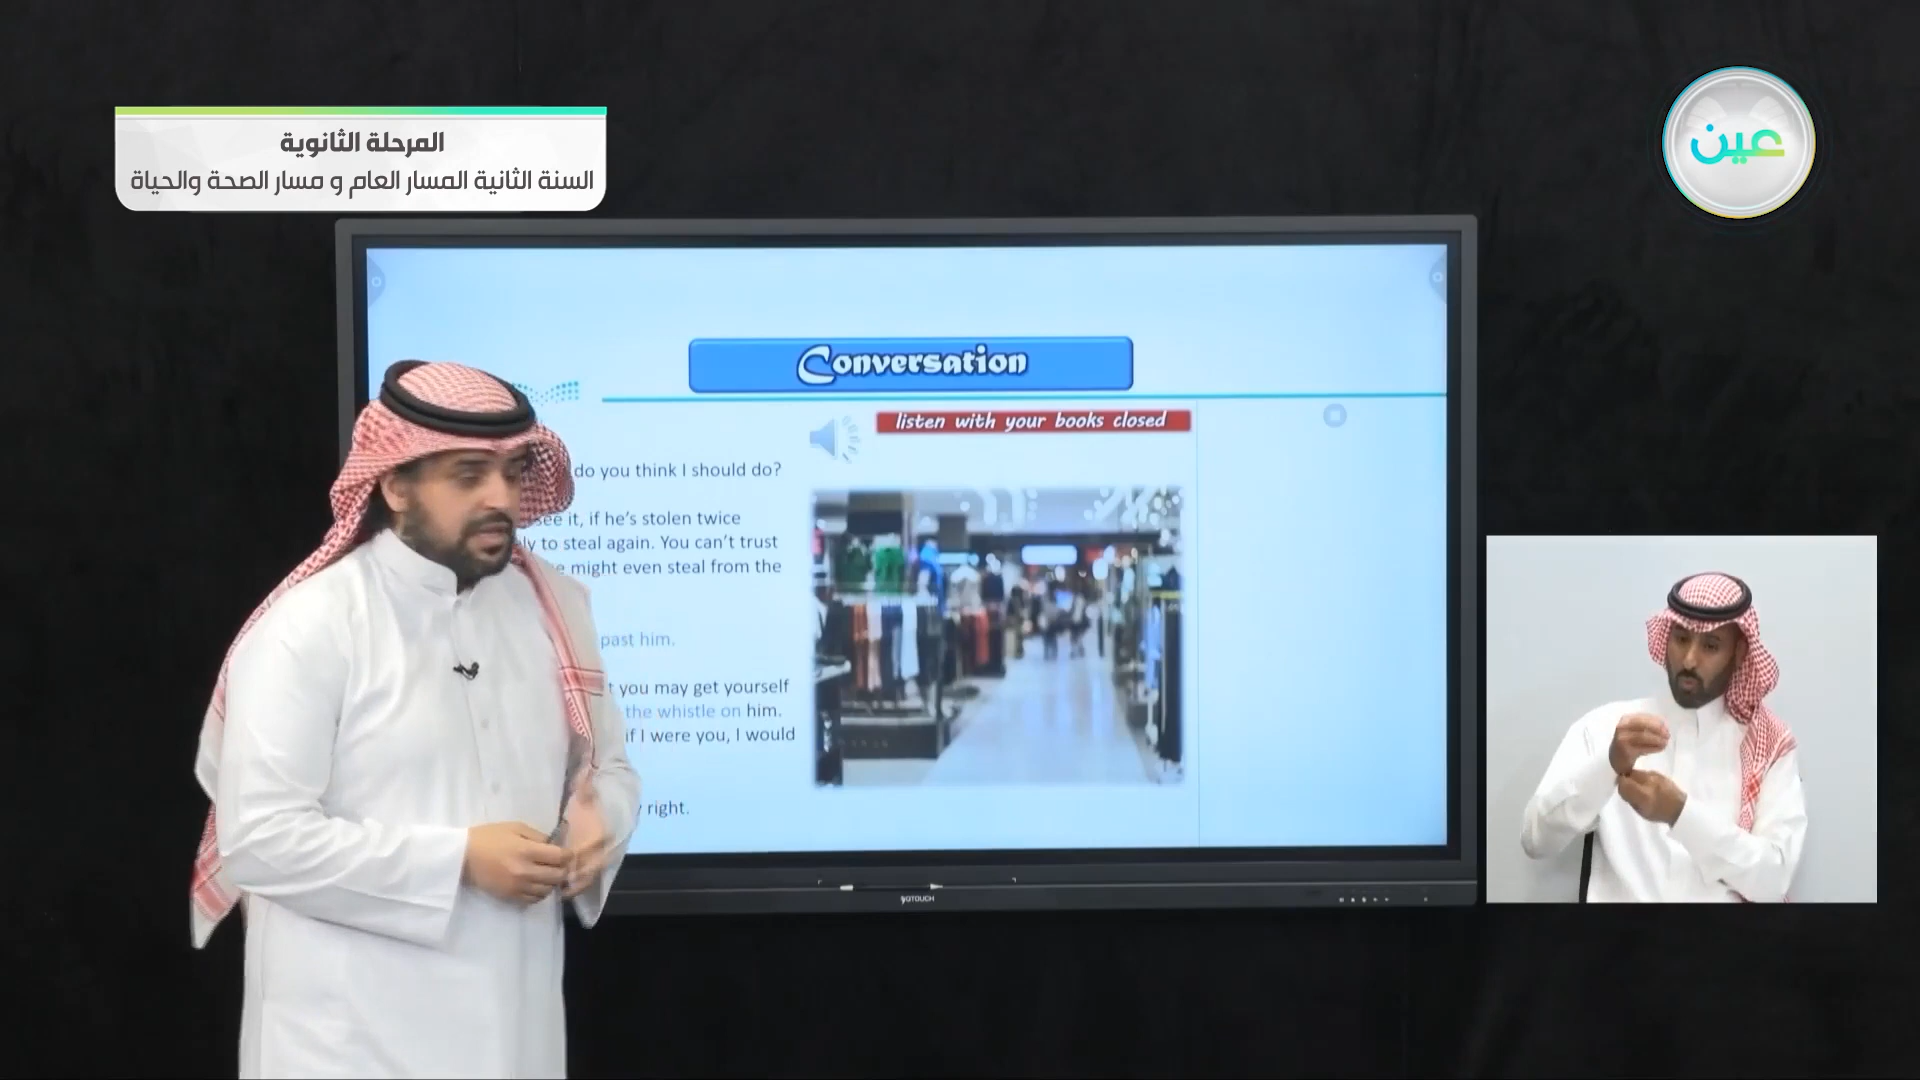 المرحلة الثانوية
السنة الثانية المسار العام و مسار الصحة والحياة
عين
Conversation
listen with your books closed
do you think I should do?
see it, if he's stolen twice
to steal again. You can't trust
might even steal from the
past him.
you may get yourself
the whistle on him.
if I were you, I would
right.